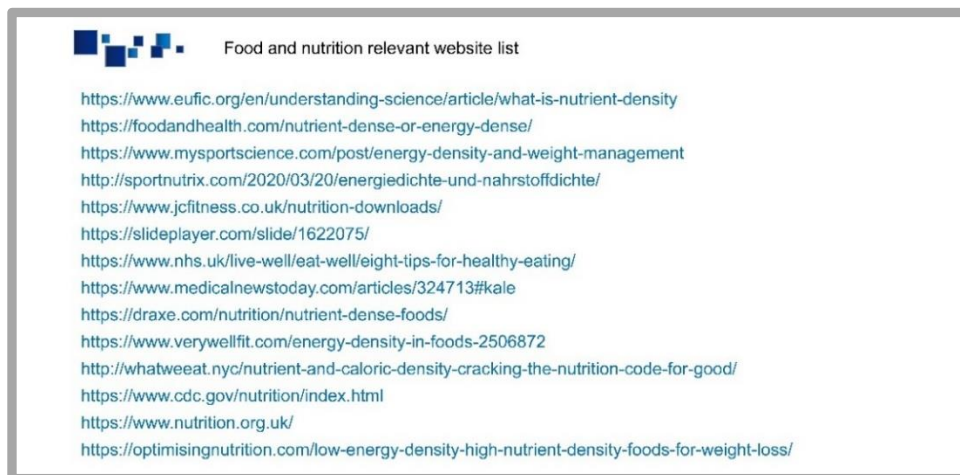 Food and nutrition relevant website list
https://www.eufic.org/en/understanding-science/article/what-is-nutrient-density
https://foodandhealth.com/nutrient-dense-or-energy-dense/
https://www.mysportscience.com/post/energy-density-and-weight-management
http://sportnutrix.com/2020/03/20/energiedichte-und-nahrstoffdichte/
https://www.jcfitness.co.uk/nutrition-downloads/
https://slideplayer.com/slide/1622075/
https://www.nhs.uk/live-well/eat-well/eight-tips-for-healthy-eating/
https://www.medicalnewstoday.com/articles/324713#kale
https://draxe.com/nutrition/nutrient-dense-foods/
https://www.verywellfit.com/energy-density-in-foods-2506872
http://whatweeat.nyc/nutrient-and-caloric-density-cracking-the-nutrition-code-for-good/
https://www.cdc.gov/nutrition/index.html
https://www.nutrition.org.uk/
https://optimisingnutrition.com/low-energy-density-high-nutrient-density-foods-for-weight-loss/